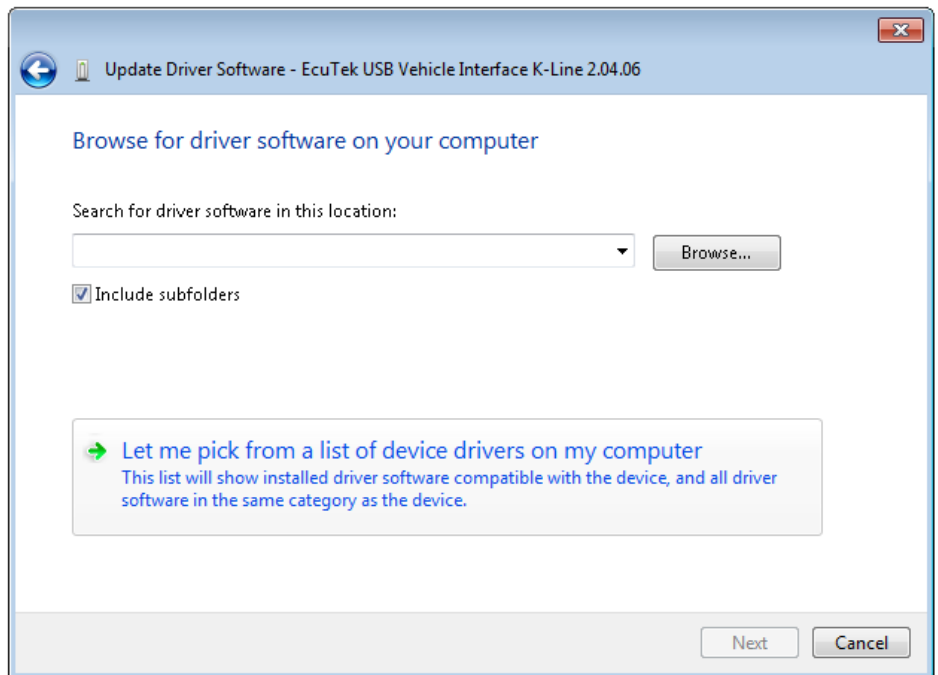 Update Driver Software - EcuTek USB Vehicle Interface K-Line 2.04.06
Browse for driver software on your computer
Search for driver software in this location:
Browse...
Include subfolders
Let me pick from a list of device drivers on my computer
This list will show installed driver software compatible with the device, and all driver
software in the same category as the device.
Next
Cancel